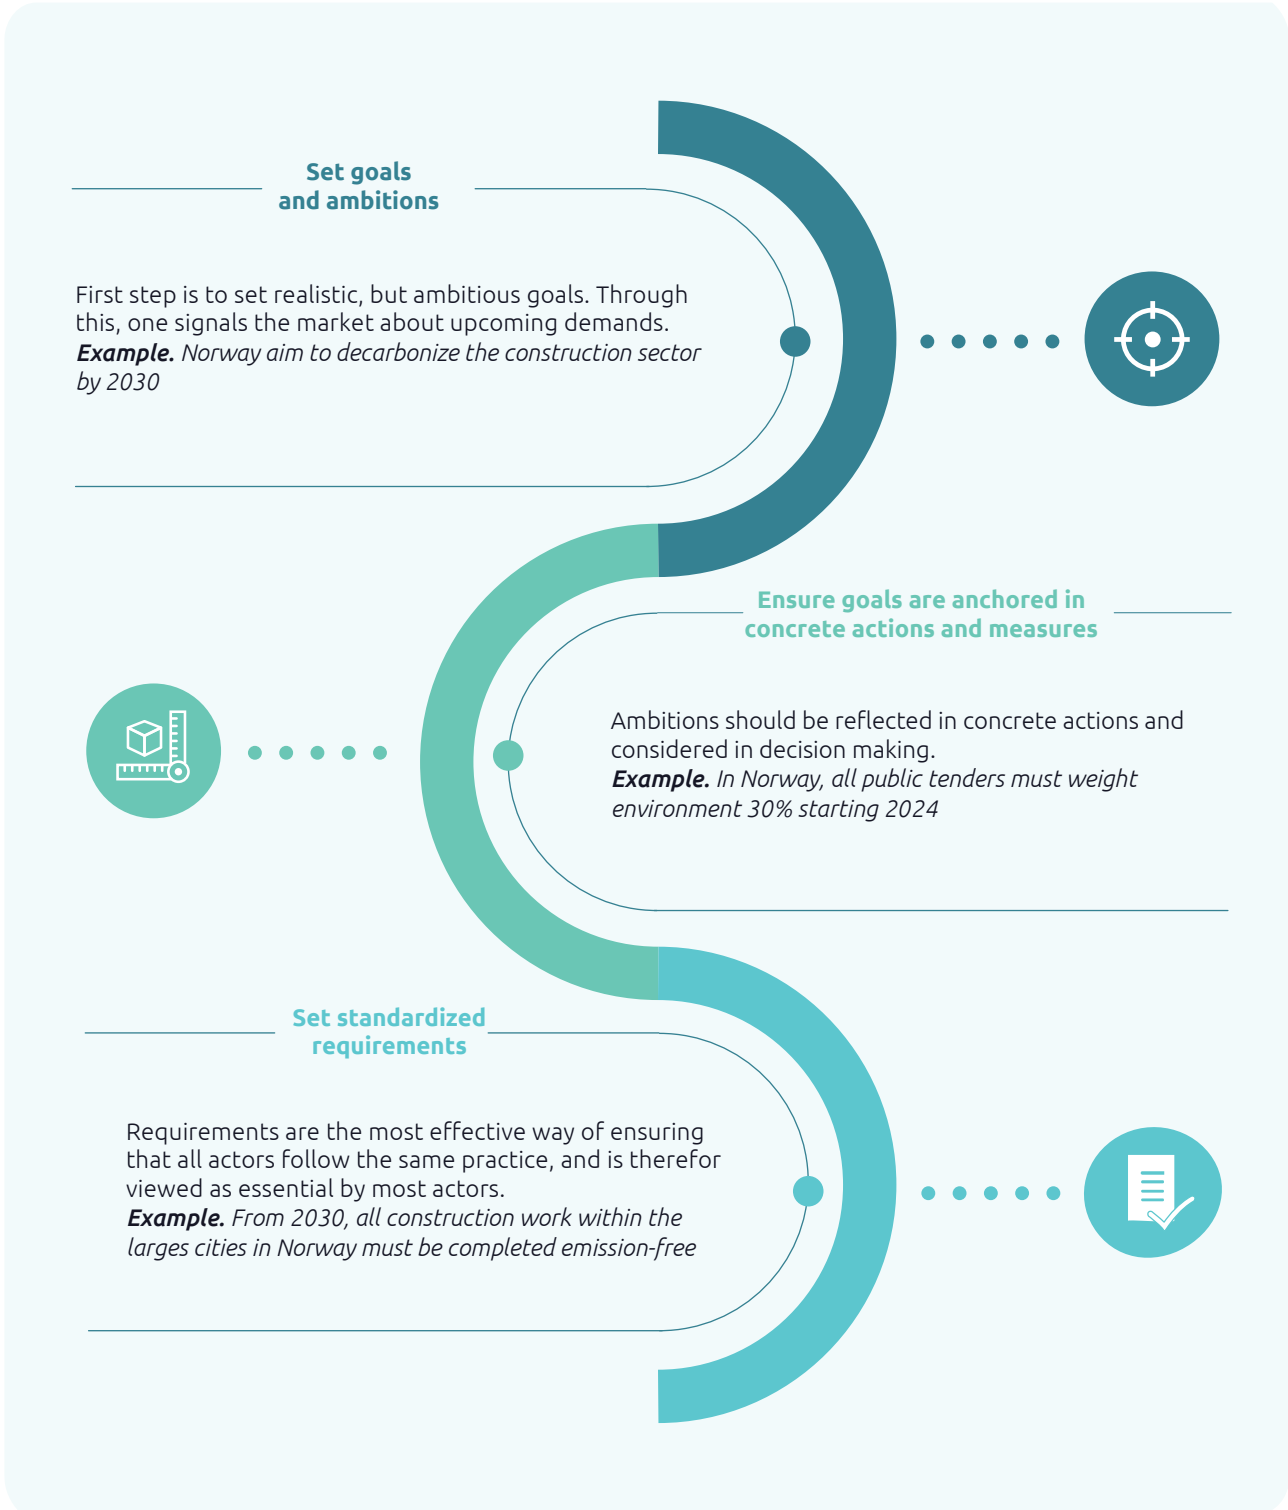 Set goals
and ambitions
First step is to set realistic, but ambitious goals. Through
this, one signals the market about upcoming demands.
Example. Norway aim to decarbonize the construction sector
by 2030
Ensure goals are anchored in
concrete actions and measures
Ambitions should be reflected in concrete actions and
considered in decision making.
Example. In Norway, all public tenders must weight
environment 30% starting 2024
Set standardized
requirements
Requirements are the most effective way of ensuring
that all actors follow the same practice, and is therefor
viewed as essential by most actors.
Example. From 2030, all construction work within the
larges cities in Norway must be completed emission-free